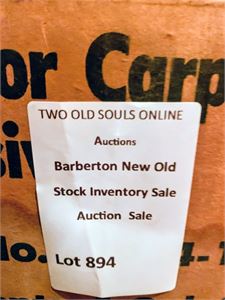 or Carp
TWO OLD SOULS ONLINE
Auctions
Barberton New Old
Stock Inventory Sale
Auction Sale
Lot 894